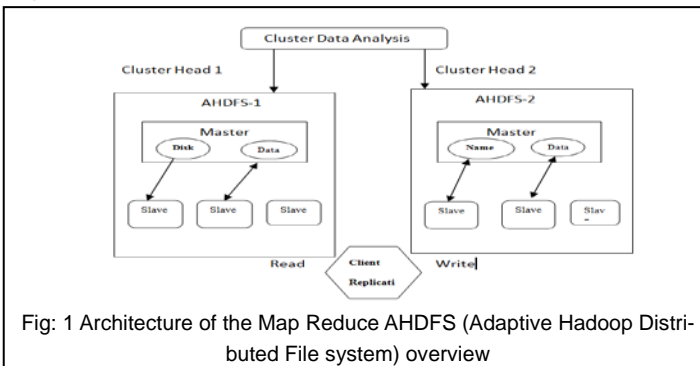 Cluster Data Analysis
Cluster Head 1
Cluster Head 2
AHDFS-1
AHDFS-2
Master
Master
Disk
Data
Name
Data
Slave
Slave
Slave
Slave
Slave
Slav
Read
Client
Replicati
Write
Fig: 1 Architecture of the Map Reduce AHDFS (Adaptive Hadoop Distri-
buted File system) overview